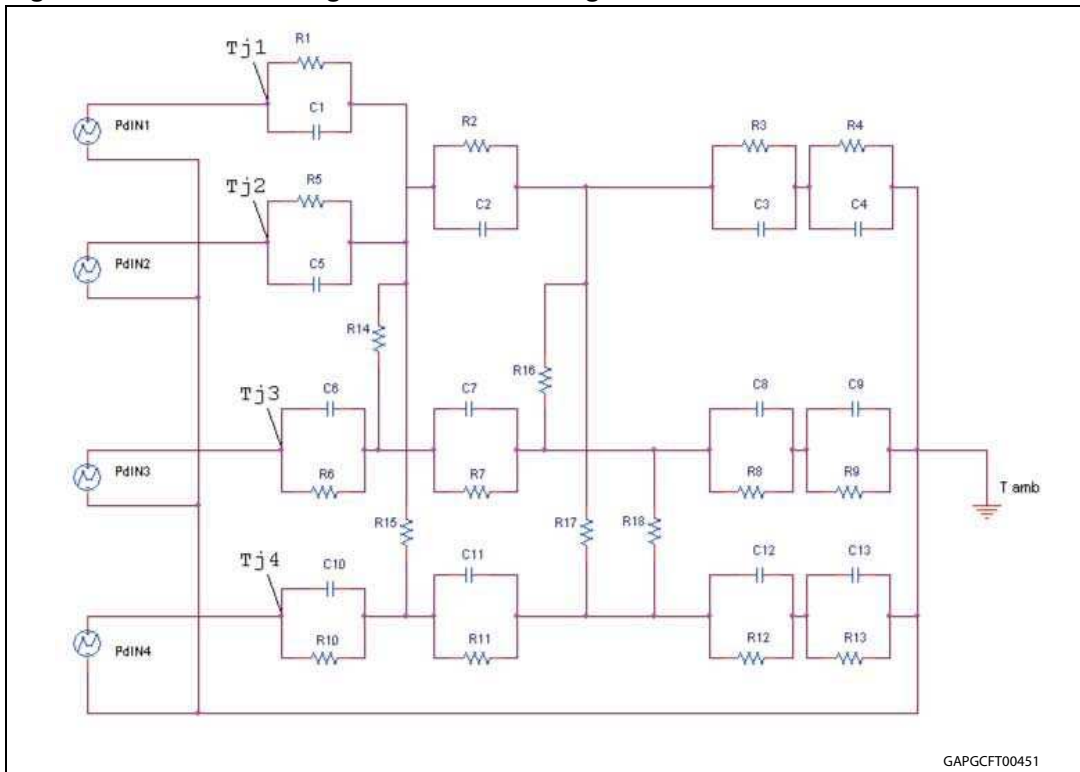 Tj1
R1
C1
PdIN1
R2
C2
R3
R4
C3
C4
Tj2
R5
C5
PdIN2
R14
R16
Tj3
C6
C7
C8
C9
PdIN3
R6
R7
R8
R9
T amb
R15
R17
R18
Tj4
C10
C11
C12
C13
PdIN4
R10
R11
R12
R13
GAPGCFT00451